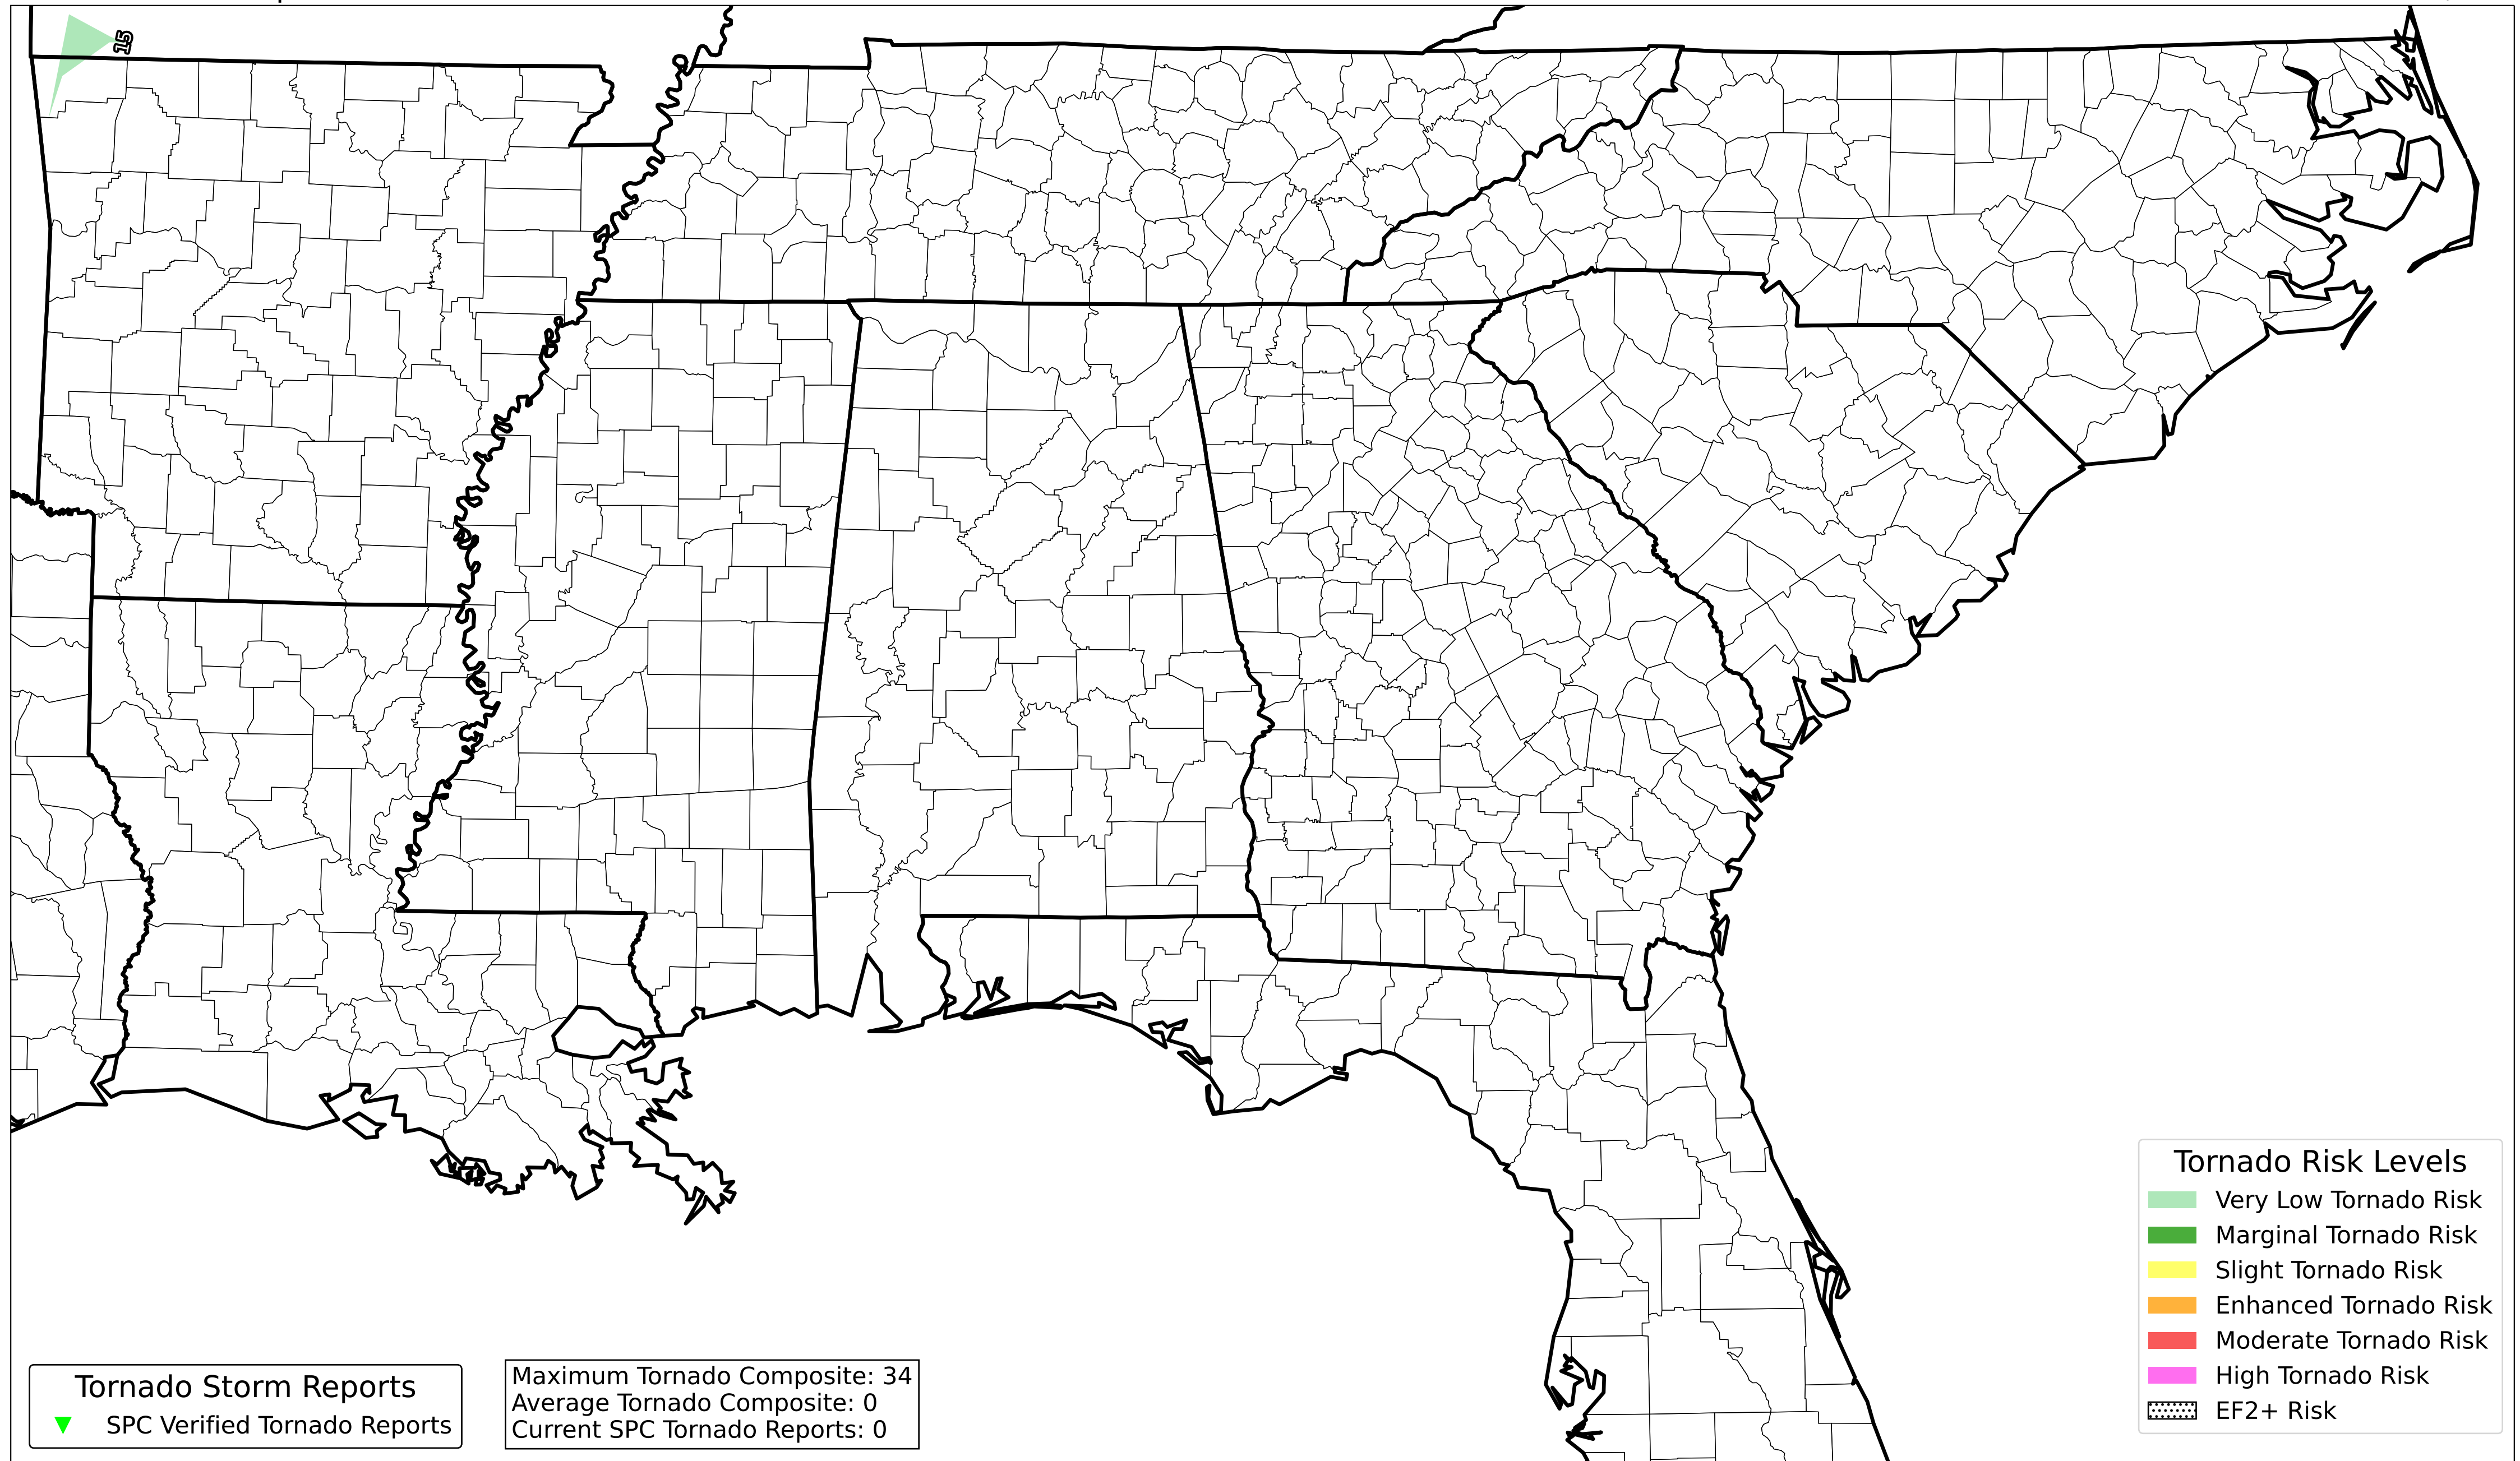 15
Tornado Risk Levels
Very Low Tornado Risk
Marginal Tornado Risk
Slight Tornado Risk
Enhanced Tornado Risk
Moderate Tornado Risk
High Tornado Risk
EF2+ Risk
Tornado Storm Reports
SPC Verified Tornado Reports
Maximum Tornado Composite: 34
Average Tornado Composite: 0
Current SPC Tornado Reports: 0